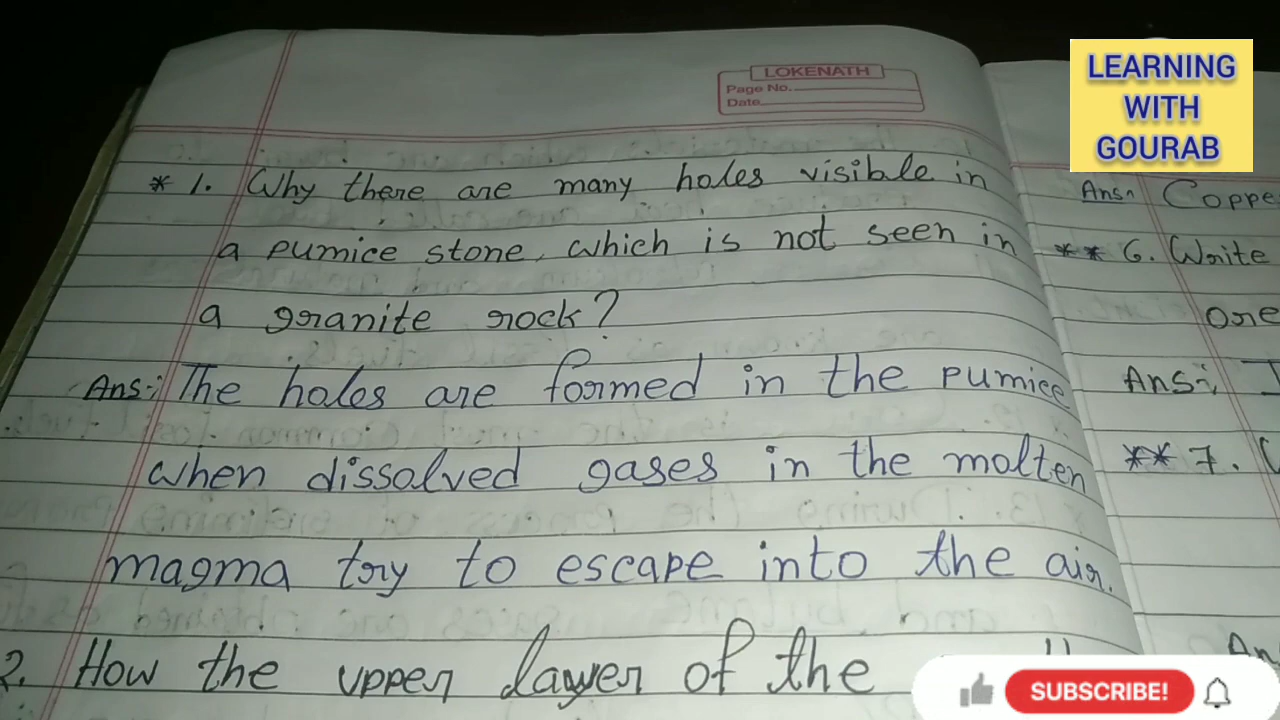 LOKENATH
Page No.
Date
LEARNING
WITH
GOURAB
* 1. Why there are many holes visible in
a pumice stone, which is not seen in
a granite rock?
Ans:, The holes are formed in the pumice
when dissolved gases in the molten
magma try to escape into the air.
2. How the upper layer of the
Ans:
** 6. Write
ore
Ans:,
** 7.
SUBSCRIBE!